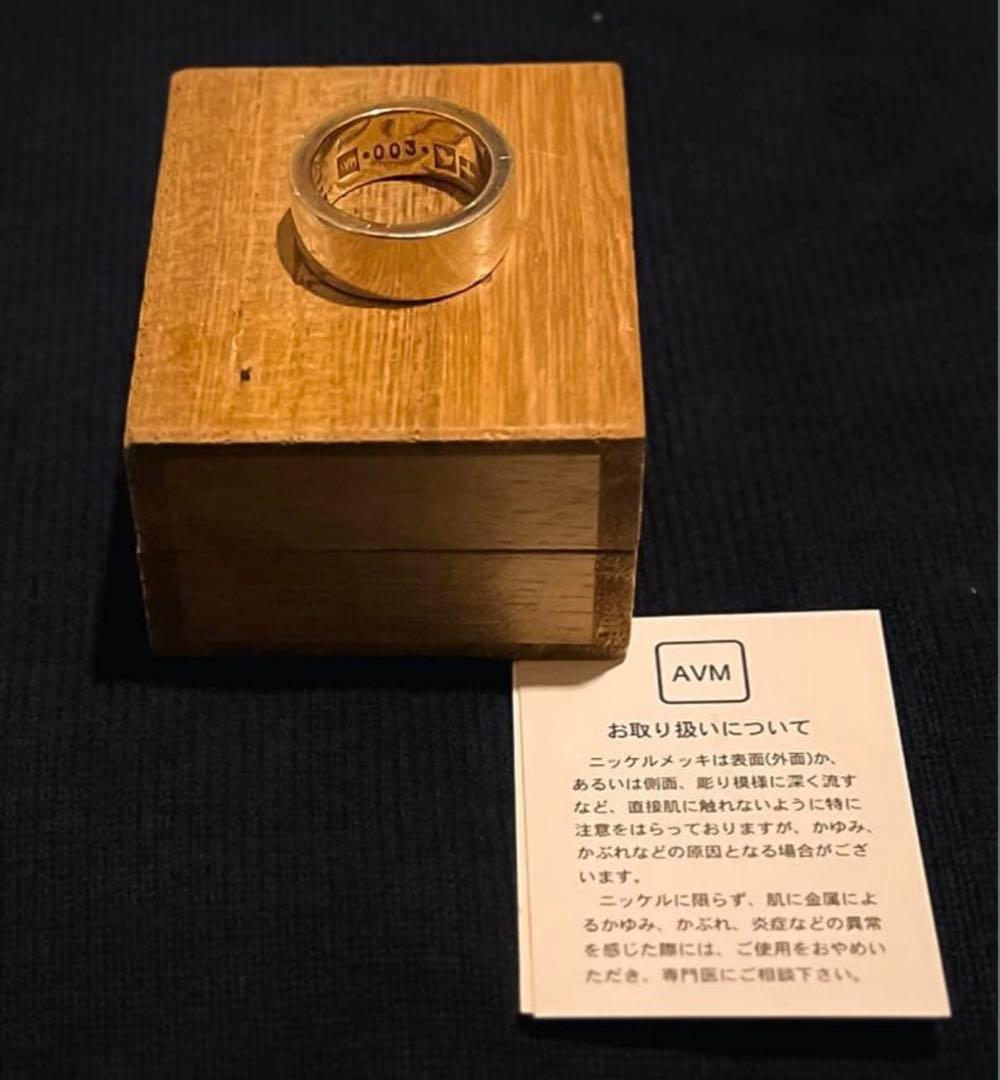 AVM • 003 •
AVM
お取り扱いについて
ニッケルメッキは表面(外面)か、
あるいは側面、彫り模様に深く流す
など、直接肌に触れないように特に
注意をはらっておりますが、かゆみ、
かぶれなどの原因となる場合がござ
います。
ニッケルに限らず、肌に金属によ
るかゆみ、かぶれ、炎症などの異常
を感じた際には、ご使用をおやめい
ただき、専門医にご相談下さい。